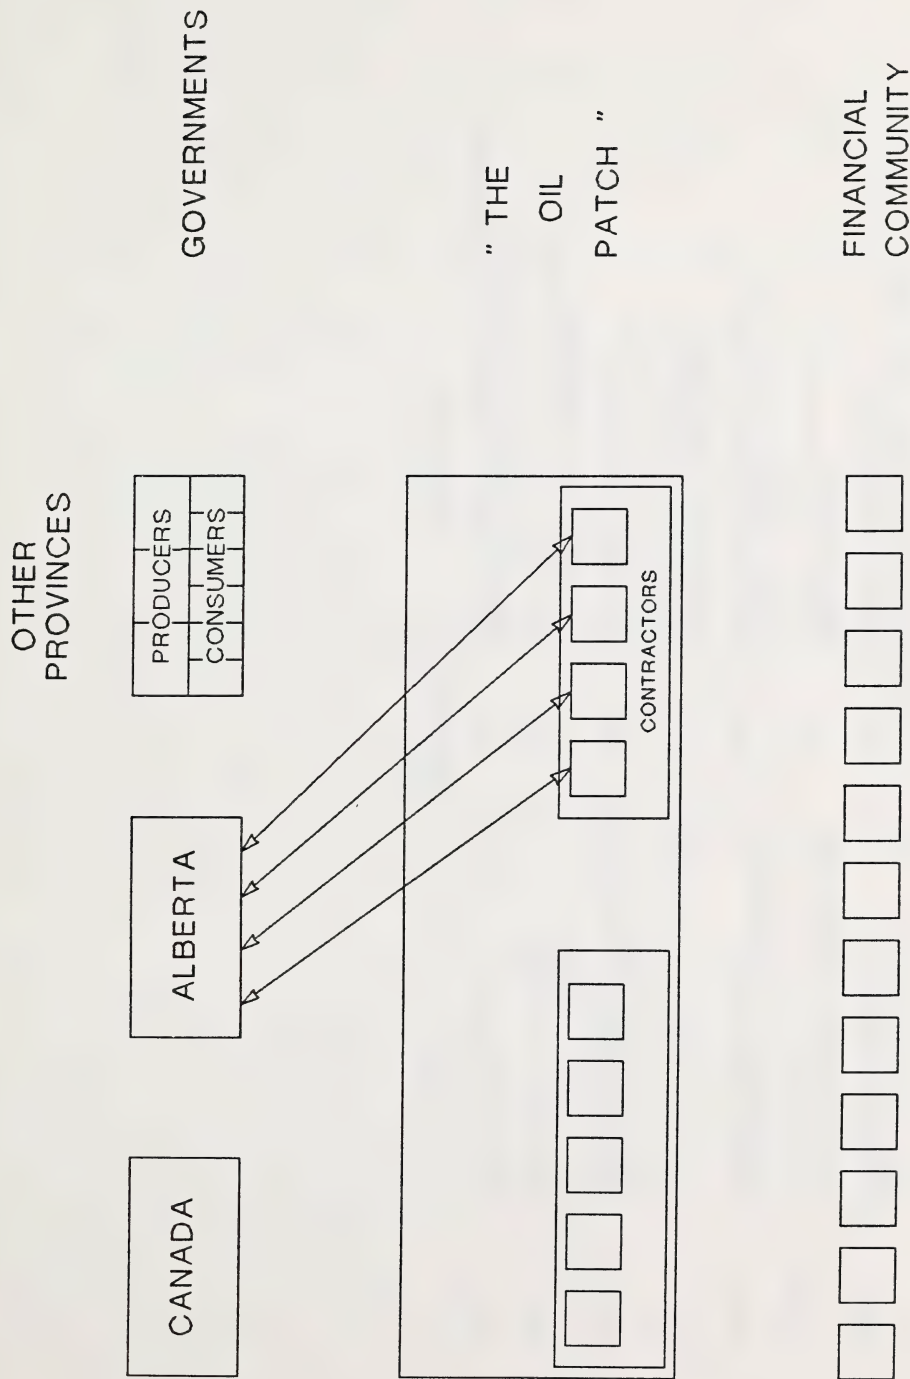 OTHER
PROVINCES
CANADA
ALBERTA
PRODUCERS
CONSUMERS
GOVERNMENTS
CONTRACTORS
" THE
OIL
PATCH "
FINANCIAL
COMMUNITY